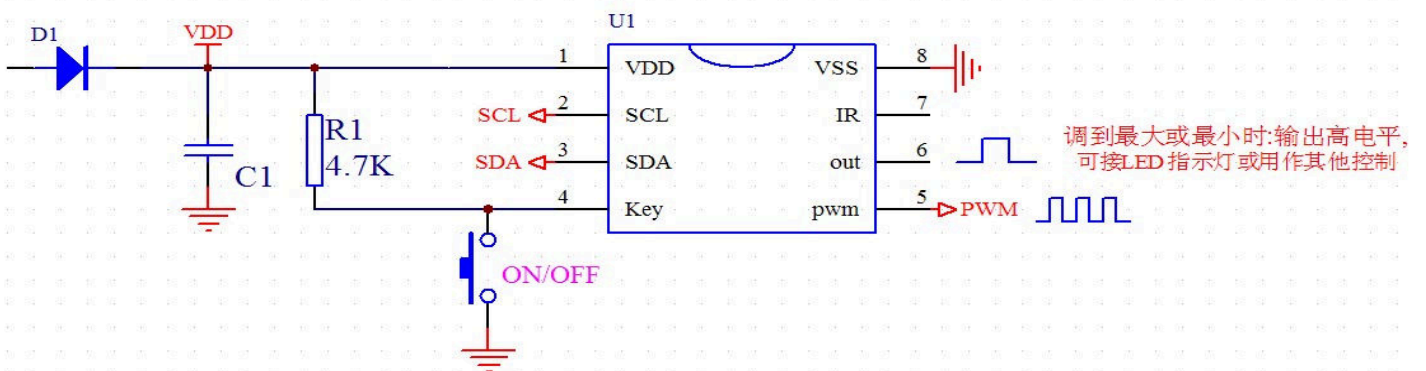 D1
VDD
U1
1
VDD
VSS
8
SCL
2
SCL
IR
7
R1
4.7K
C1
SDA
3
SDA
out
6
调到最大或最小时:输出高电平,
可接LED指示灯或用作其他控制
4
Key
pwm
5
PWM
ON/OFF